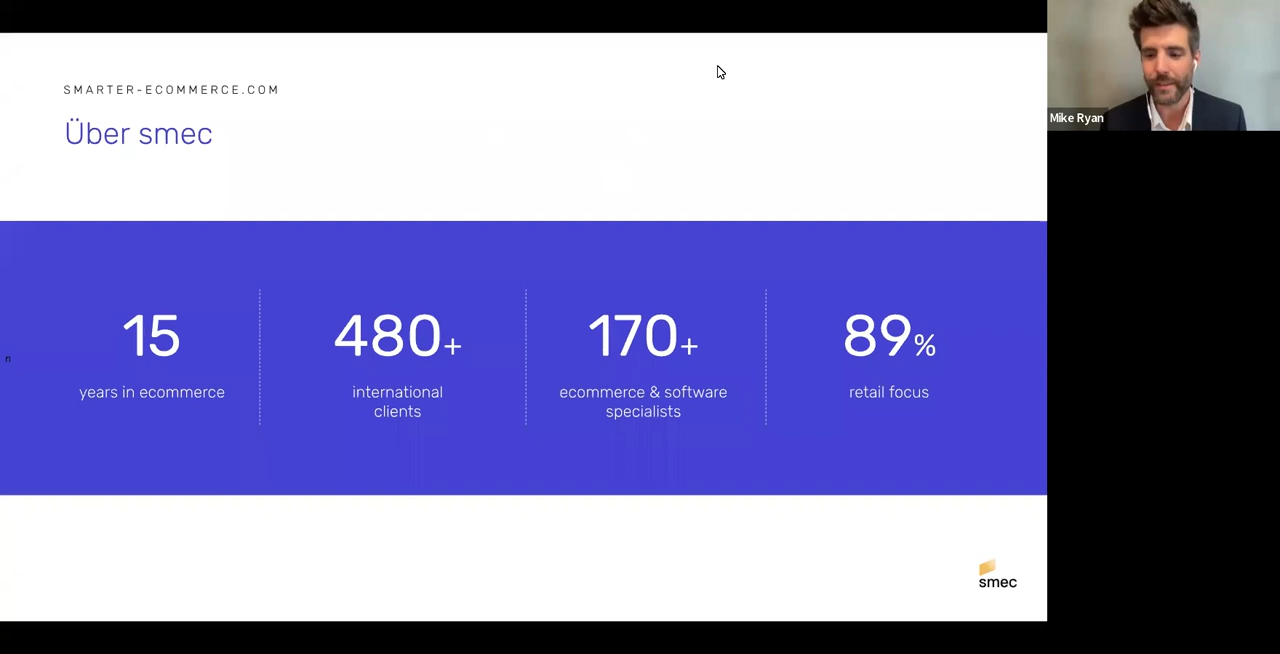 SMARTER-ECOMMERCE.COM
Über smec
15
years in ecommerce
480+
international
clients
170+
ecommerce & software
specialists
89%
retail focus
n
smec
Mike Ryan